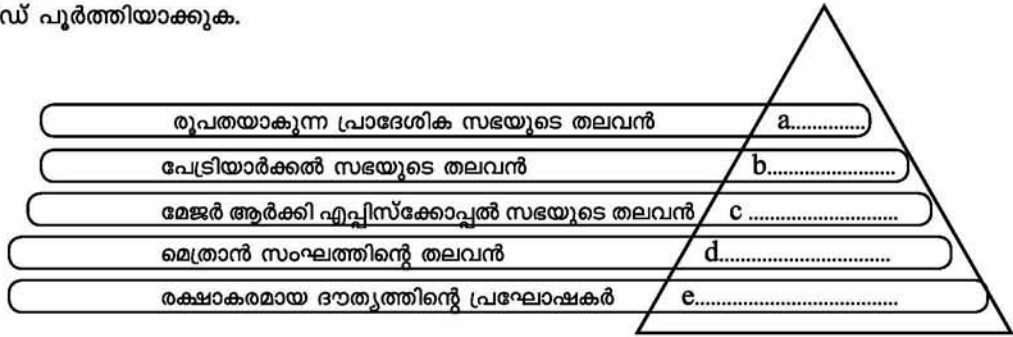 ഡ് പൂർത്തിയാക്കുക.
രൂപതയാകുന്ന പ്രാദേശിക സഭയുടെ തലവൻ a..............
പേട്രിയാർക്കൽ സഭയുടെ തലവൻ b........................
മേജർ ആർക്കി എപ്പിസ്ക്കോപ്പൽ സഭയുടെ തലവൻ c ............................
മെത്രാൻ സംഘത്തിന്റെ തലവൻ d................................
രക്ഷാകരമായ ദൗത്യത്തിന്റെ പ്രഘോഷകർ e......................................